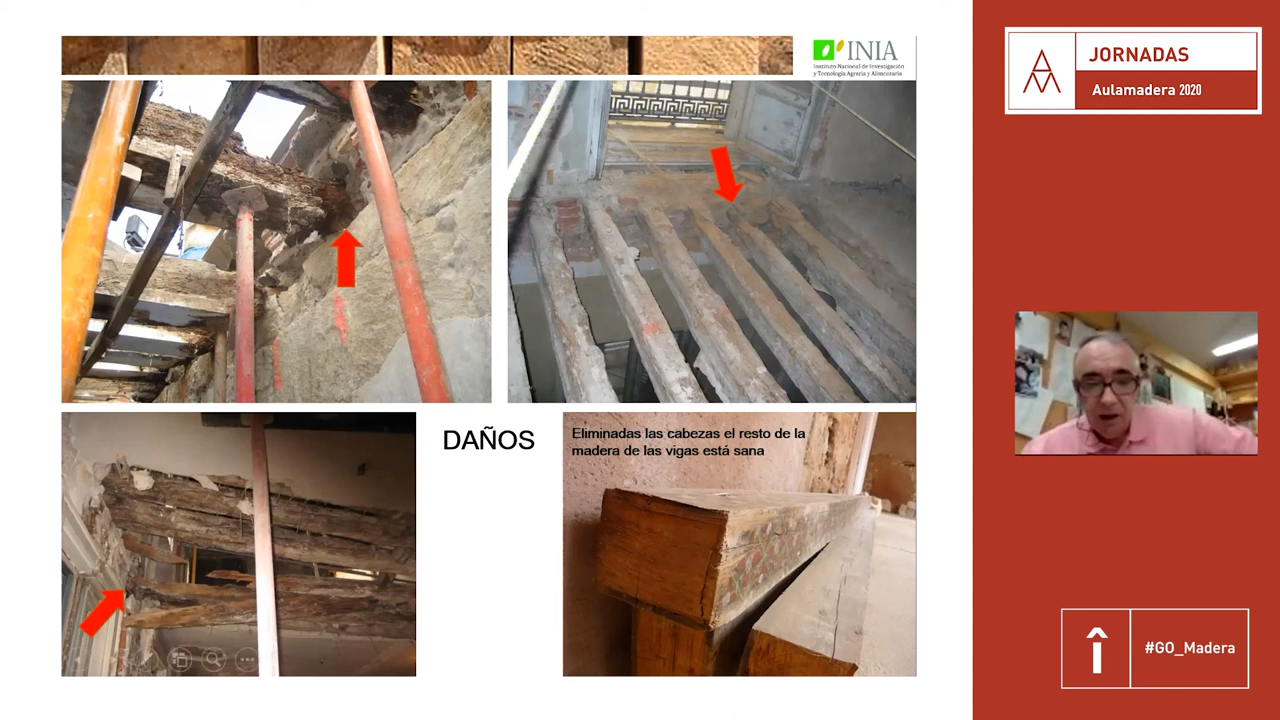 INIA
Instituto Nacional de Investigación
y Tecnología Agraria y Alimentaria
DAÑOS
Eliminadas las cabezas el resto de la
madera de las vigas está sana
JORNADAS
Aulamadera 2020
#GO_Madera